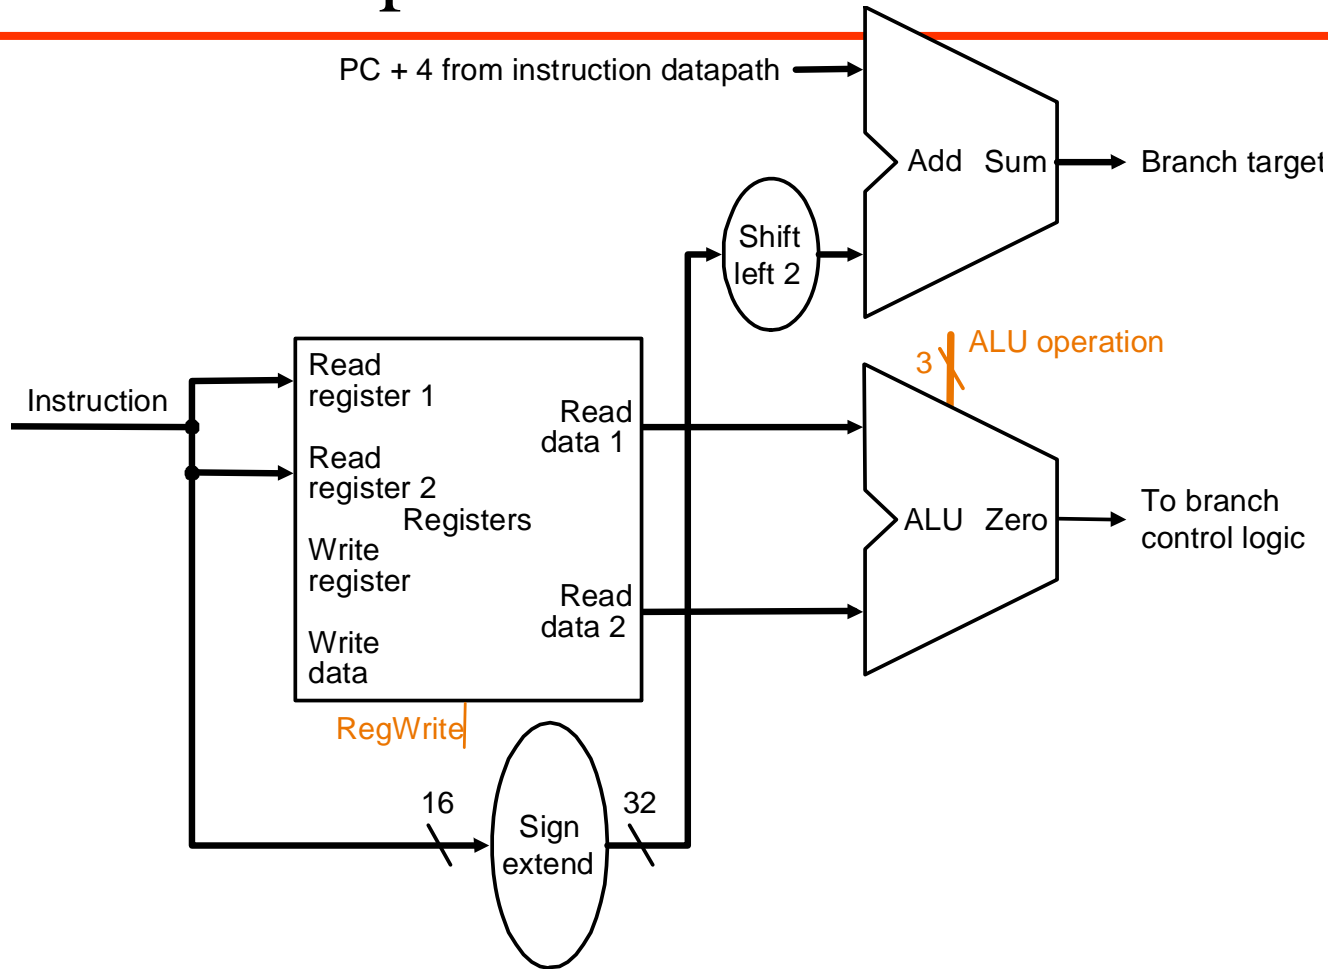 PC + 4 from instruction datapath
Add Sum
Branch target
Shift
left 2
ALU operation
3
Instruction
Read
register 1
Read
data 1
Read
register 2
Registers
Write
register
Read
data 2
Write
data
ALU Zero
To branch
control logic
RegWrite
16
Sign
extend
32